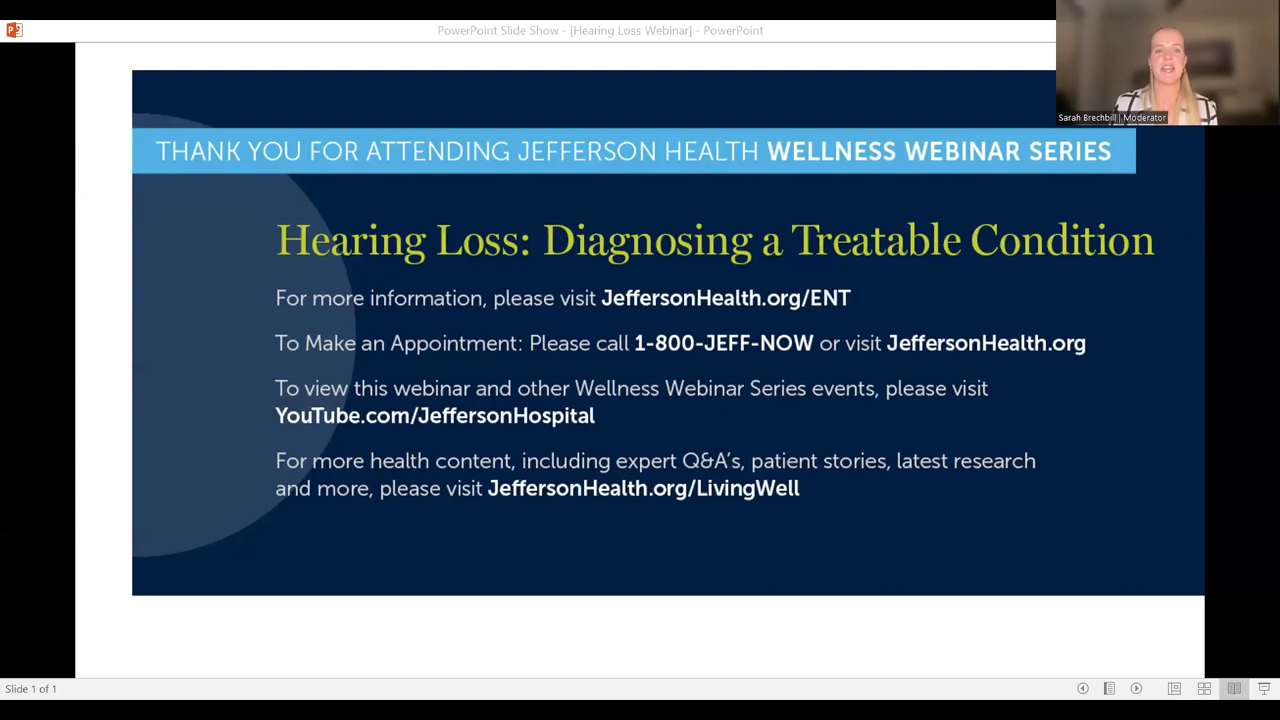 PowerPoint Slide Show - [Hearing Loss Webinar] - PowerPoint
Sarah Brechbill | Moderator
THANK YOU FOR ATTENDING JEFFERSON HEALTH WELLNESS WEBINAR SERIES
Hearing Loss: Diagnosing a Treatable Condition
For more information, please visit JeffersonHealth.org/ENT
To Make an Appointment: Please call 1-800-JEFF-NOW or visit JeffersonHealth.org
To view this webinar and other Wellness Webinar Series events, please visit
YouTube.com/JeffersonHospital
For more health content, including expert Q&A's, patient stories, latest research
and more, please visit JeffersonHealth.org/LivingWell
Slide 1 of 1